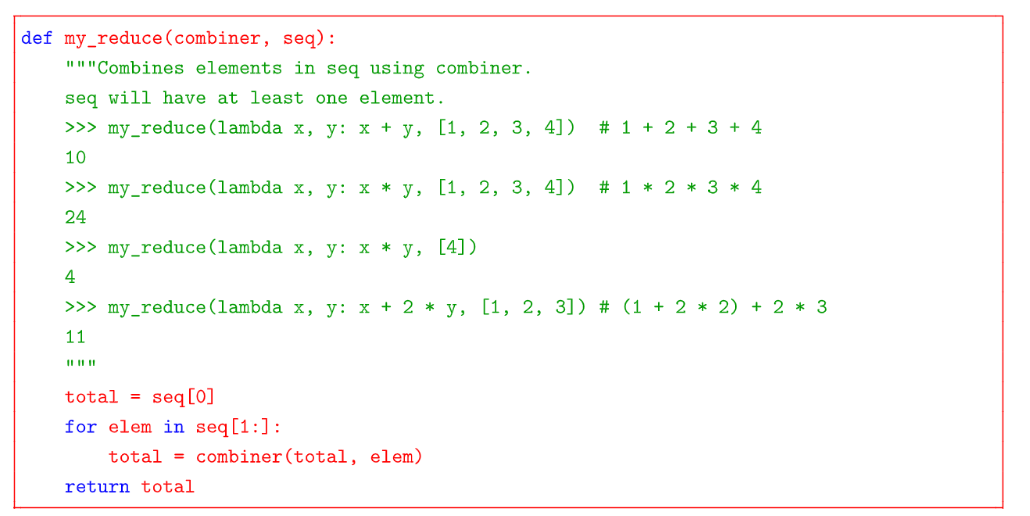 def my_reduce(combiner, seq):
    """Combines elements in seq using combiner.
    seq will have at least one element.
    >>> my_reduce(lambda x, y: x + y, [1, 2, 3, 4])  # 1 + 2 + 3 + 4
    10
    >>> my_reduce(lambda x, y: x * y, [1, 2, 3, 4])  # 1 * 2 * 3 * 4
    24
    >>> my_reduce(lambda x, y: x * y, [4])
    4
    >>> my_reduce(lambda x, y: x + 2 * y, [1, 2, 3]) # (1 + 2 * 2) + 2 * 3
    11
    """
    total = seq[0]
    for elem in seq[1:]:
        total = combiner(total, elem)
    return total